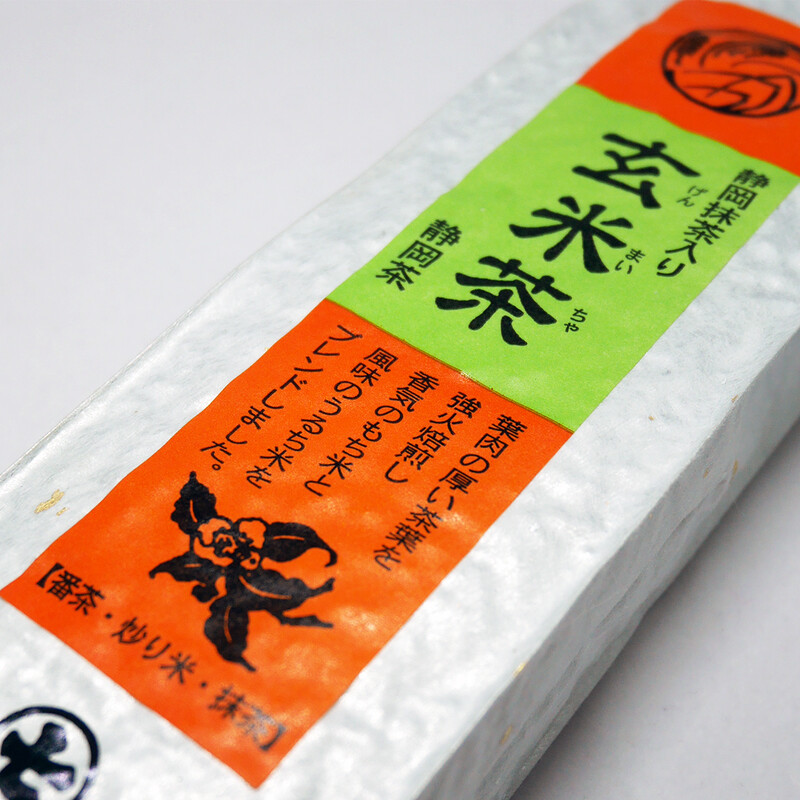 静岡抹茶入り
玄米茶
げんまいちゃ
静岡茶
葉肉の厚い茶葉を
強火焙煎し
香気のもち米と
風味のうるち米を
ブレンドしました。
【番茶・炒り米・抹茶】